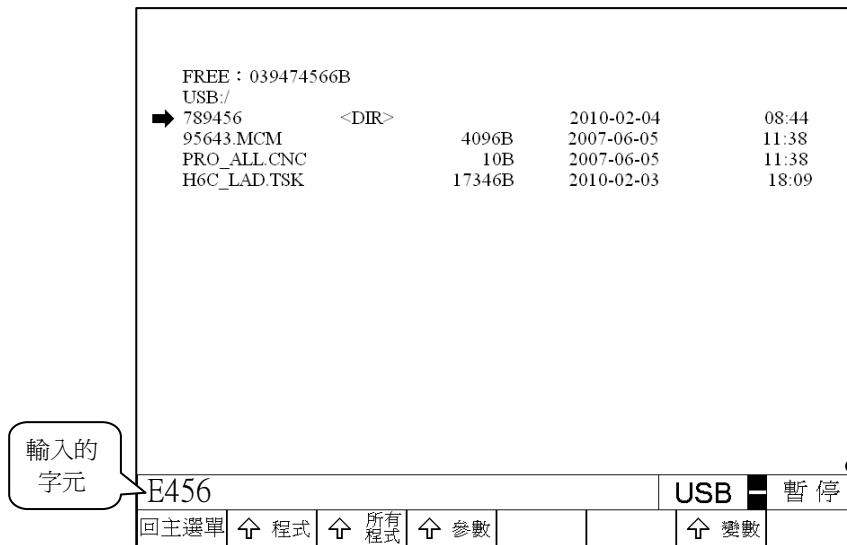 FREE：039474566B
USB:/
789456 <DIR> 2010-02-04 08:44
95643.MCM 4096B 2007-06-05 11:38
PRO_ALL.CNC 10B 2007-06-05 11:38
H6C_LAD.TSK 17346B 2010-02-03 18:09
輸入的
字元
E456 USB 暫停
回主選單 程式 所有程式 參數 變數